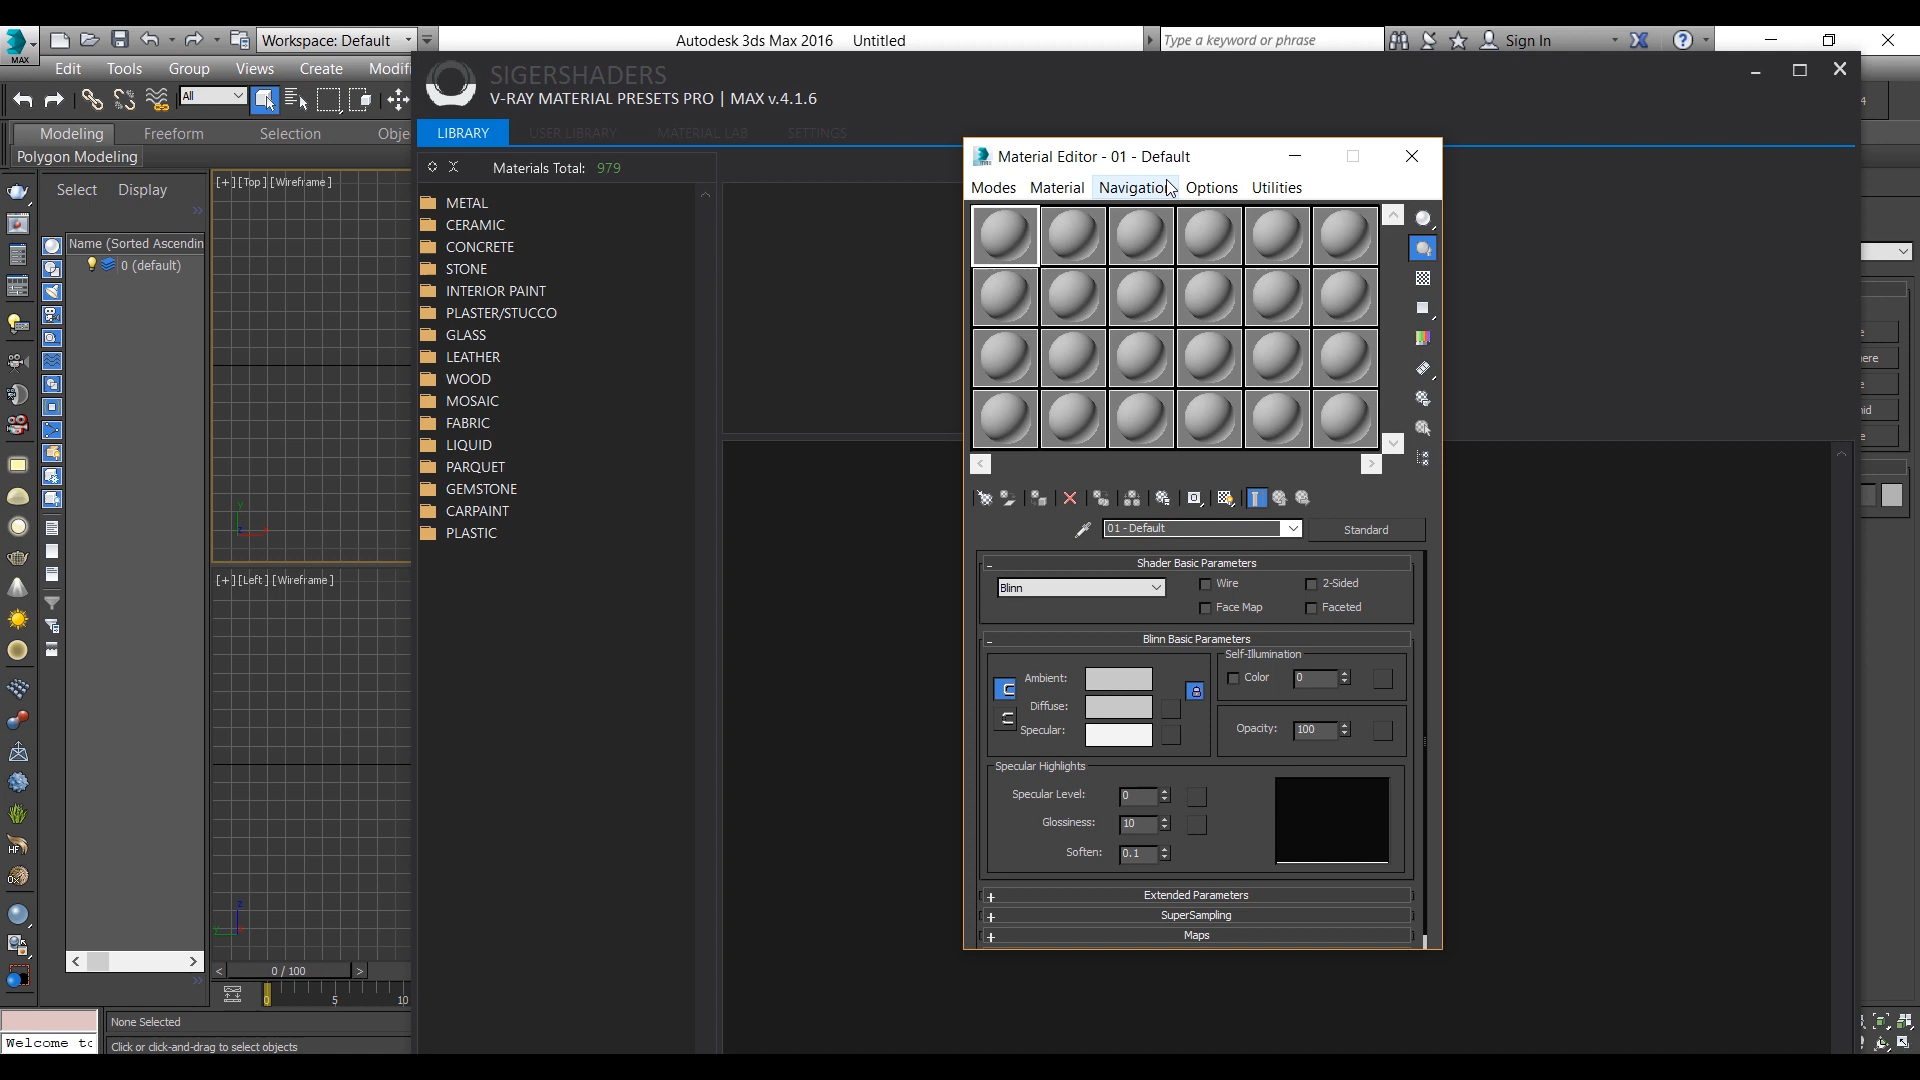 MAX
Workspace: Default
Autodesk 3ds Max 2016 Untitled
Type a keyword or phrase
Sign In
Edit Tools Group Views Create
All
Modeling Freeform Selection
Polygon Modeling
Select Display
Name (Sorted Ascendin
0 (default)
[+] [Top] [Wireframe]
y
z
[+] [Left] [Wireframe]
z
y
0 / 100
0 5 10
None Selected
Welcome to
Click or click-and-drag to select objects
SIGERSHADERS
V-RAY MATERIAL PRESETS PRO | MAX v.4.1.6
LIBRARY USER LIBRARY MATERIAL LAB SETTINGS
Materials Total: 979
METAL
CERAMIC
CONCRETE
STONE
INTERIOR PAINT
PLASTER/STUCCO
GLASS
LEATHER
WOOD
MOSAIC
FABRIC
LIQUID
PARQUET
GEMSTONE
CARPAINT
PLASTIC
Material Editor - 01 - Default
Modes Material Navigation Options Utilities
01 - Default Standard
Shader Basic Parameters
Blinn
Wire 2-Sided
Face Map Faceted
Blinn Basic Parameters
Self-Illumination
Ambient:
Color 0
Diffuse:
Specular:
Opacity: 100
Specular Highlights
Specular Level: 0
Glossiness: 10
Soften: 0.1
Extended Parameters
SuperSampling
Maps